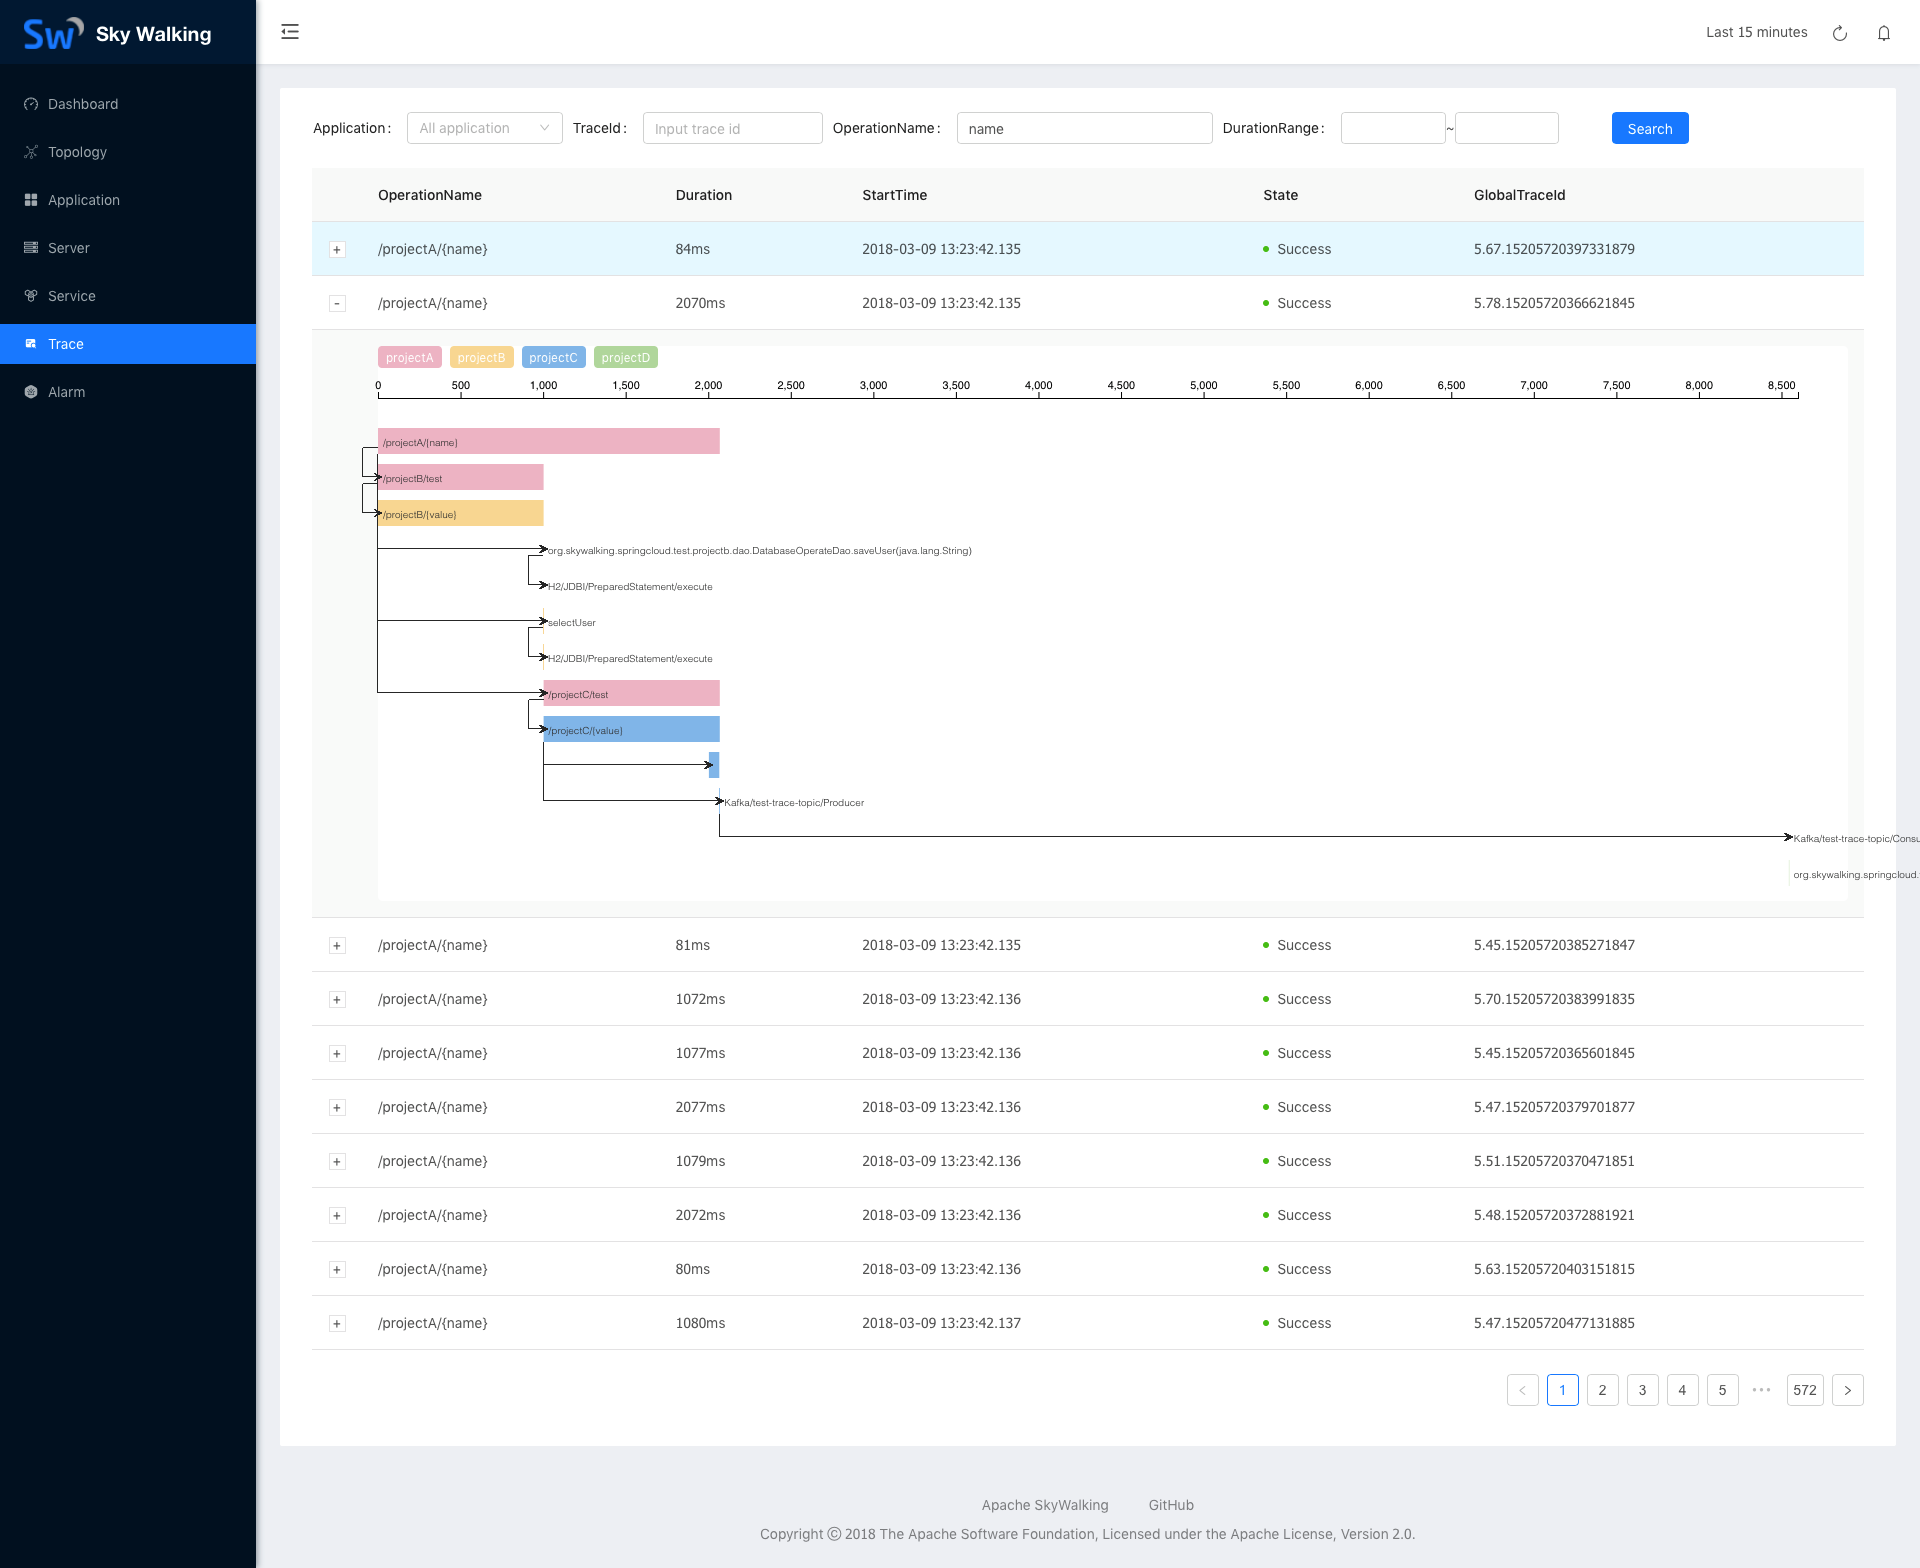 Sw Sky Walking
Last 15 minutes
Dashboard
Topology
Application
Server
Service
Trace
Alarm
Application : All application TraceId : Input trace id OperationName : name DurationRange : ~ Search
OperationName Duration StartTime State GlobalTraceId
+ /projectA/{name} 84ms 2018-03-09 13:23:42.135 Success 5.67.15205720397331879
- /projectA/{name} 2070ms 2018-03-09 13:23:42.135 Success 5.78.15205720366621845
projectA projectB projectC projectD
0 500 1,000 1,500 2,000 2,500 3,000 3,500 4,000 4,500 5,000 5,500 6,000 6,500 7,000 7,500 8,000 8,500
/projectA/{name}
/projectB/test
/projectB/{value}
org.skywalking.springcloud.test.projectb.dao.DatabaseOperateDao.saveUser(java.lang.String)
H2/JDBI/PreparedStatement/execute
selectUser
H2/JDBI/PreparedStatement/execute
/projectC/test
/projectC/{value}
Kafka/test-trace-topic/Producer
Kafka/test-trace-topic/Consu
org.skywalking.springcloud.
+ /projectA/{name} 81ms 2018-03-09 13:23:42.135 Success 5.45.15205720385271847
+ /projectA/{name} 1072ms 2018-03-09 13:23:42.136 Success 5.70.15205720383991835
+ /projectA/{name} 1077ms 2018-03-09 13:23:42.136 Success 5.45.15205720365601845
+ /projectA/{name} 2077ms 2018-03-09 13:23:42.136 Success 5.47.15205720379701877
+ /projectA/{name} 1079ms 2018-03-09 13:23:42.136 Success 5.51.15205720370471851
+ /projectA/{name} 2072ms 2018-03-09 13:23:42.136 Success 5.48.15205720372881921
+ /projectA/{name} 80ms 2018-03-09 13:23:42.136 Success 5.63.15205720403151815
+ /projectA/{name} 1080ms 2018-03-09 13:23:42.137 Success 5.47.15205720477131885
< 1 2 3 4 5 ••• 572 >
Apache SkyWalking GitHub
Copyright © 2018 The Apache Software Foundation, Licensed under the Apache License, Version 2.0.